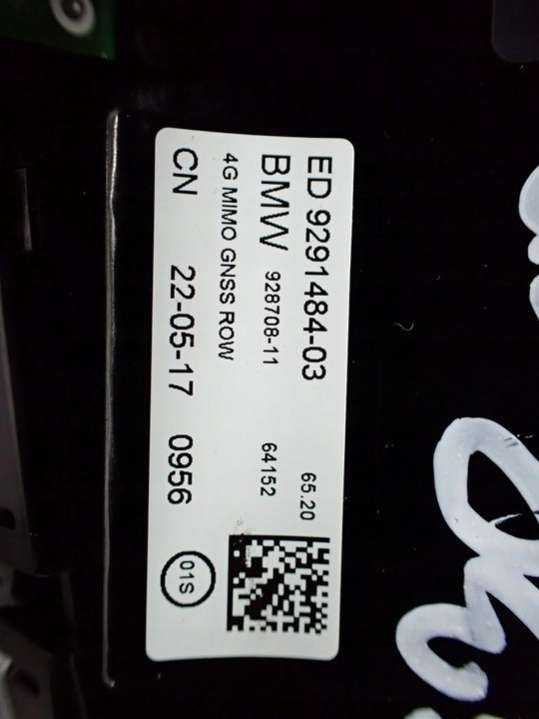 ED 9291484-03 65.20
BMW 928708-11 64152
4G MIMO GNSS ROW
CN 22-05-17 0956 01S